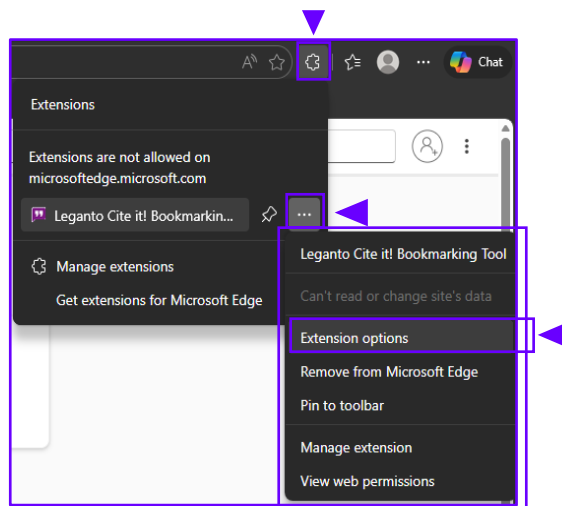 A
Chat
Extensions
Extensions are not allowed on
microsoftedge.microsoft.com
Leganto Cite it! Bookmarkin...
Manage extensions
Get extensions for Microsoft Edge
Leganto Cite it! Bookmarking Tool
Can't read or change site's data
Extension options
Remove from Microsoft Edge
Pin to toolbar
Manage extension
View web permissions